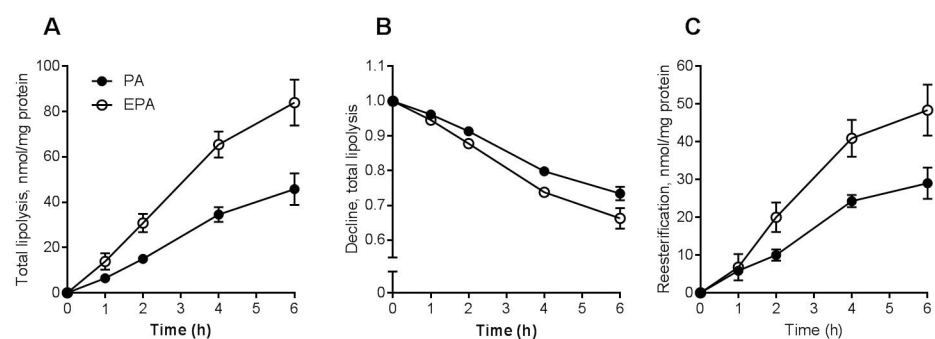 A
B
C
Total lipolysis, nmol/mg protein
100
80
60
40
20
0
PA
EPA
0 1 2 3 4 5 6
Time (h)
Decline, total lipolysis
1.1
1.0
0.9
0.8
0.7
0.6
0
0 1 2 3 4 5 6
Time (h)
Reesterification, nmol/mg protein
60
50
40
30
20
10
0
0 1 2 3 4 5 6
Time (h)